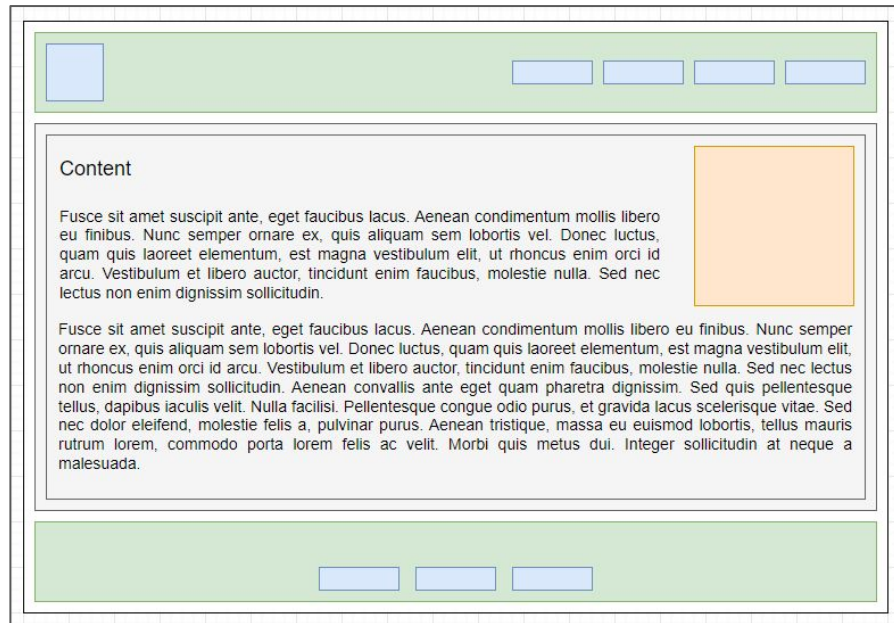 Content
Fusce sit amet suscipit ante, eget faucibus lacus. Aenean condimentum mollis libero
eu finibus. Nunc semper ornare ex, quis aliquam sem lobortis vel. Donec luctus,
quam quis laoreet elementum, est magna vestibulum elit, ut rhoncus enim orci id
arcu. Vestibulum et libero auctor, tincidunt enim faucibus, molestie nulla. Sed nec
lectus non enim dignissim sollicitudin.
Fusce sit amet suscipit ante, eget faucibus lacus. Aenean condimentum mollis libero eu finibus. Nunc semper
ornare ex, quis aliquam sem lobortis vel. Donec luctus, quam quis laoreet elementum, est magna vestibulum elit,
ut rhoncus enim orci id arcu. Vestibulum et libero auctor, tincidunt enim faucibus, molestie nulla. Sed nec lectus
non enim dignissim sollicitudin. Aenean convallis ante eget quam pharetra dignissim. Sed quis pellentesque
tellus, dapibus iaculis velit. Nulla facilisi. Pellentesque congue odio purus, et gravida lacus scelerisque vitae. Sed
nec dolor eleifend, molestie felis a, pulvinar purus. Aenean tristique, massa eu euismod lobortis, tellus mauris
rutrum lorem, commodo porta lorem felis ac velit. Morbi quis metus dui. Integer sollicitudin at neque a
malesuada.